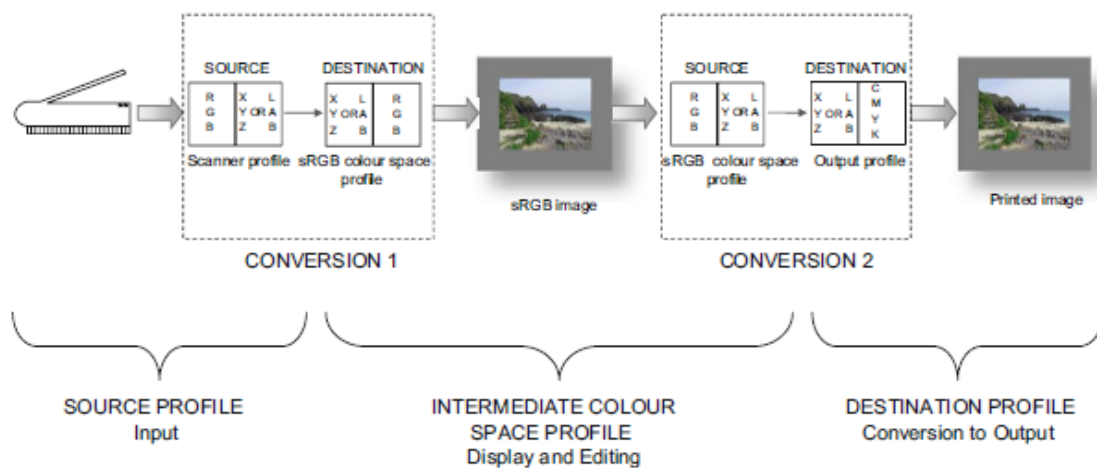 SOURCE
DESTINATION
R
G
B
X L
Y OR A
Z B
X L
Y OR A
Z B
R
G
B
Scanner profile
sRGB colour space
profile
CONVERSION 1
sRGB image
SOURCE
DESTINATION
R
G
B
X L
Y OR A
Z B
X L
Y OR A
Z B
C
M
Y
K
sRGB colour space
profile
Output profile
CONVERSION 2
Printed image
SOURCE PROFILE
Input
INTERMEDIATE COLOUR
SPACE PROFILE
Display and Editing
DESTINATION PROFILE
Conversion to Output